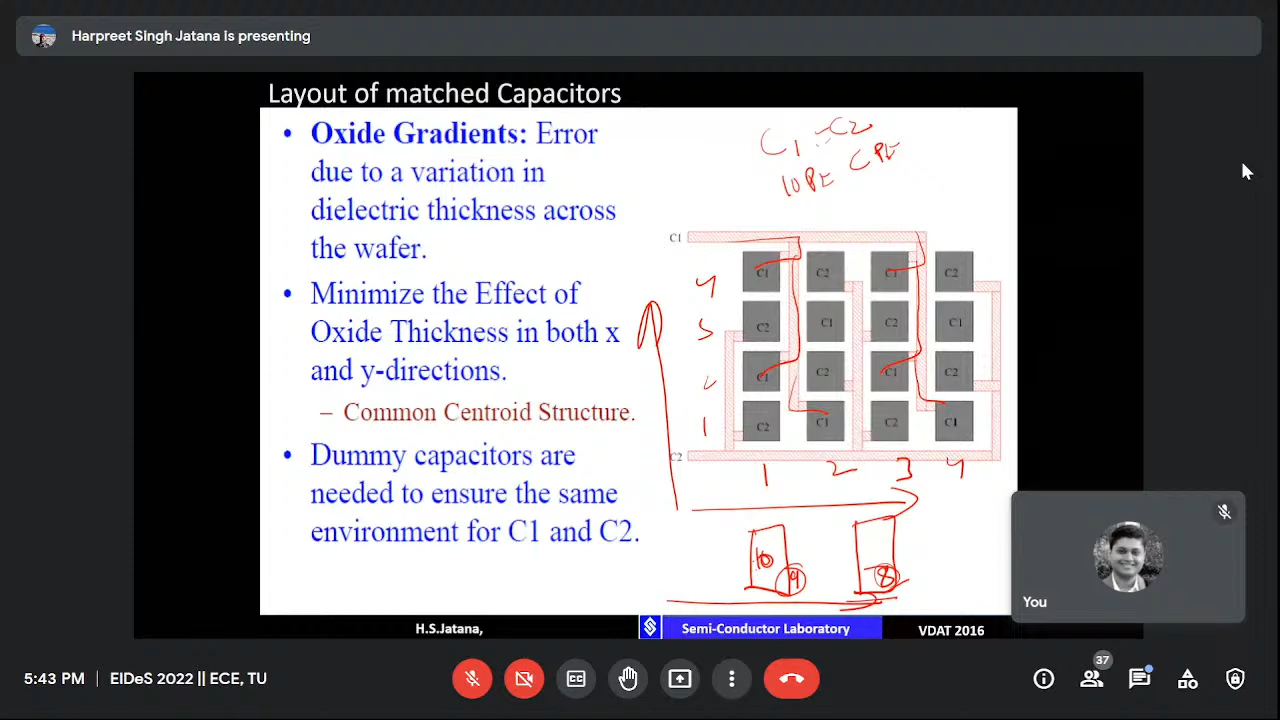 Harpreet Singh Jatana is presenting
Layout of matched Capacitors
• Oxide Gradients: Error
due to a variation in
dielectric thickness across
the wafer.
• Minimize the Effect of
Oxide Thickness in both x
and y-directions.
– Common Centroid Structure.
• Dummy capacitors are
needed to ensure the same
environment for C1 and C2.
C1 = C2
10PF
C1
C1 C2 C1 C2
C2 C1 C2 C1
C1 C2 C1 C2
C2 C1 C2 C1
C2
4
3
1
1 2 3 4
10
9
8
H.S.Jatana,
Semi-Conductor Laboratory
VDAT 2016
You
5:43 PM | EIDeS 2022 || ECE, TU
CC
37